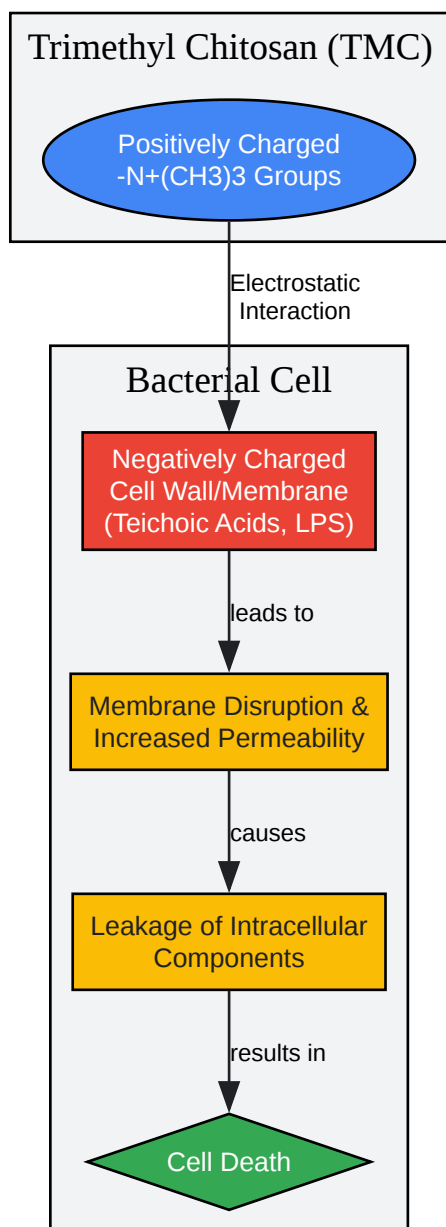 Trimethyl Chitosan (TMC)
Positively Charged
-N+(CH3)3 Groups
Electrostatic
Interaction
Bacterial Cell
Negatively Charged
Cell Wall/Membrane
(Teichoic Acids, LPS)
leads to
Membrane Disruption &
Increased Permeability
causes
Leakage of Intracellular
Components
results in
Cell Death